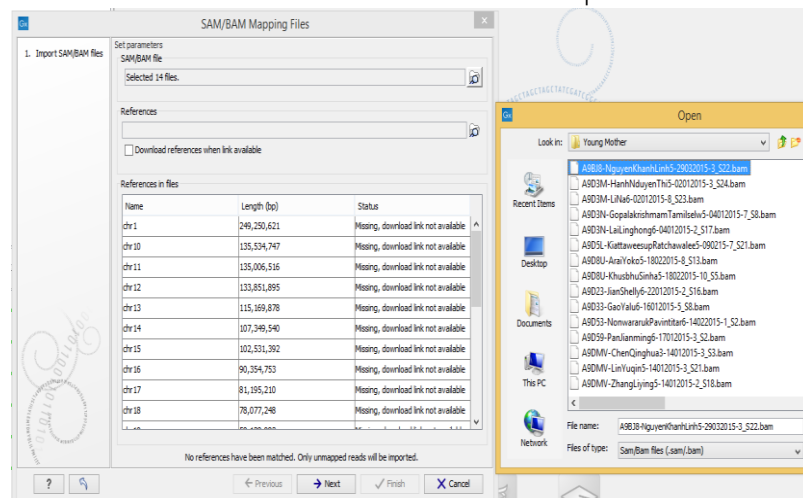 SAM/BAM Mapping Files
1. Import SAM/BAM files
Set parameters
SAM/BAM file
Selected 14 files.
References
Download references when link available
References in files
Name Length (bp) Status
chr1 249,250,621 Missing, download link not available
chr10 135,534,747 Missing, download link not available
chr11 135,006,516 Missing, download link not available
chr12 133,851,895 Missing, download link not available
chr13 115,169,878 Missing, download link not available
chr14 107,349,540 Missing, download link not available
chr15 102,531,392 Missing, download link not available
chr16 90,354,753 Missing, download link not available
chr17 81,195,210 Missing, download link not available
chr18 78,077,248 Missing, download link not available
No references have been matched. Only unmapped reads will be imported.
? Previous Next Finish Cancel
Gx Open
Look in: Young Mother
Recent Items
Desktop
Documents
This PC
Network
A9BJ8-NguyenKhanhLinh5-29032015-3_S22.bam
A9D3M-HanhNduyenThi5-02012015-3_S24.bam
A9D3M-LiNa6-02012015-8_S23.bam
A9D3N-GopalakrishmamTamilselw5-04012015-7_S8.bam
A9D3N-LaiLinghong6-04012015-2_S17.bam
A9D5L-KiattaweesupRatchawalee5-090215-7_S21.bam
A9D8U-AraiYoko5-18022015-8_S13.bam
A9D8U-KhusbhuSinha5-18022015-10_S5.bam
A9D23-JianShelly6-22012015-2_S16.bam
A9D33-GaoYalu6-16012015-5_S8.bam
A9D53-NonwararukPavintitar6-14022015-1_S2.bam
A9D59-PanJianming6-17012015-3_S2.bam
A9DMV-ChenQinghua3-14012015-3_S3.bam
A9DMV-LinYuqin5-14012015-3_S21.bam
A9DMV-ZhangLiying5-14012015-2_S18.bam
File name: A9BJ8-NguyenKhanhLinh5-29032015-3_S22.bam
Files of type: Sam/Bam files (.sam/.bam)